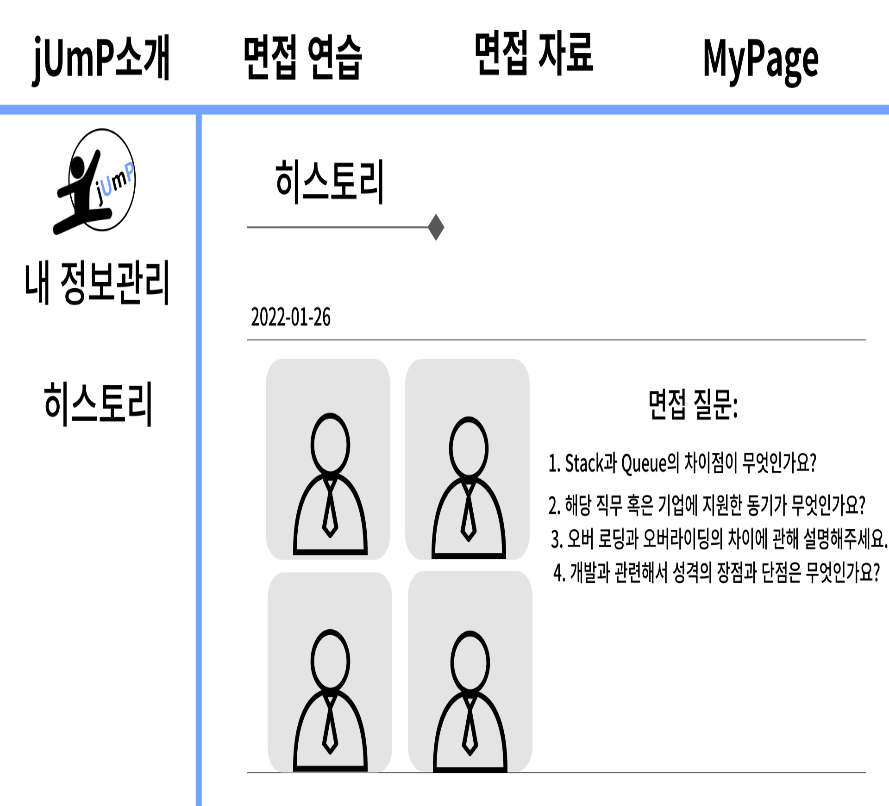 jUmP소개
면접 연습
면접 자료
MyPage
jUmP
내 정보관리
히스토리
히스토리
2022-01-26
면접 질문:
1. Stack과 Queue의 차이점이 무엇인가요?
2. 해당 직무 혹은 기업에 지원한 동기가 무엇인가요?
3. 오버 로딩과 오버라이딩의 차이에 관해 설명해주세요.
4. 개발과 관련해서 성격의 장점과 단점은 무엇인가요?